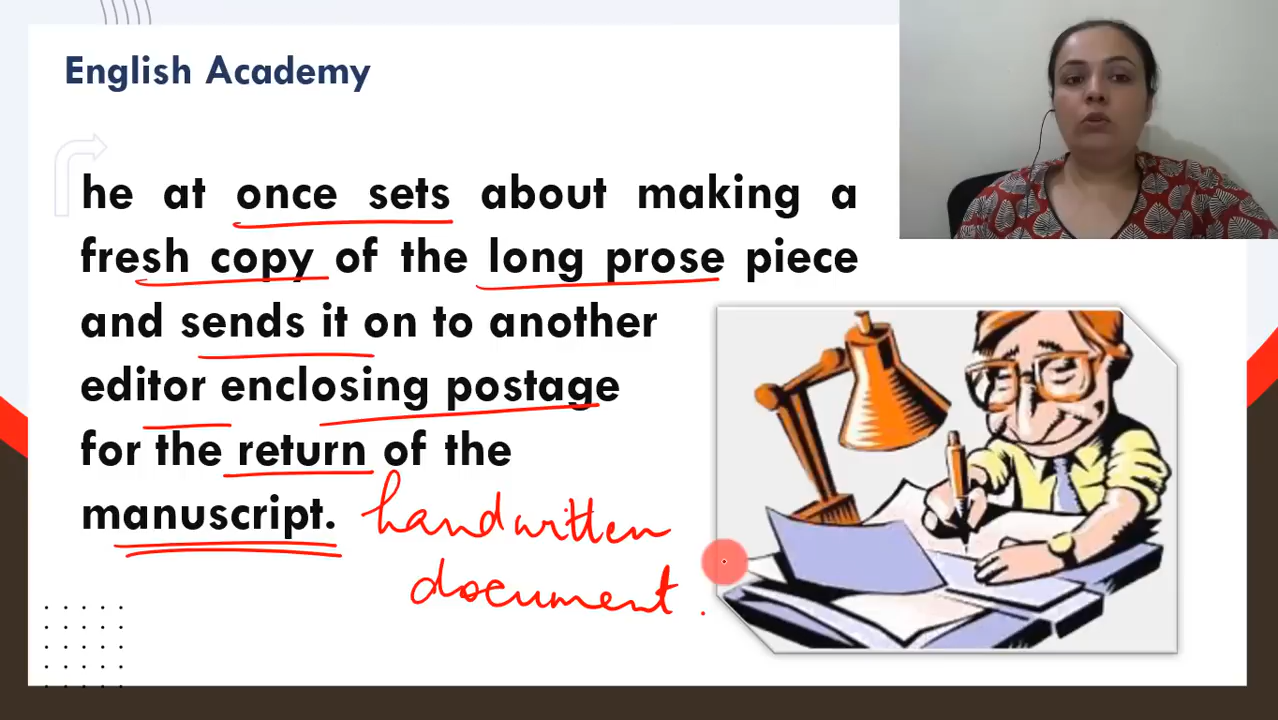 English Academy
he at once sets about making a
fresh copy of the long prose piece
and sends it on to another
editor enclosing postage
for the return of the
manuscript. handwritten
document.